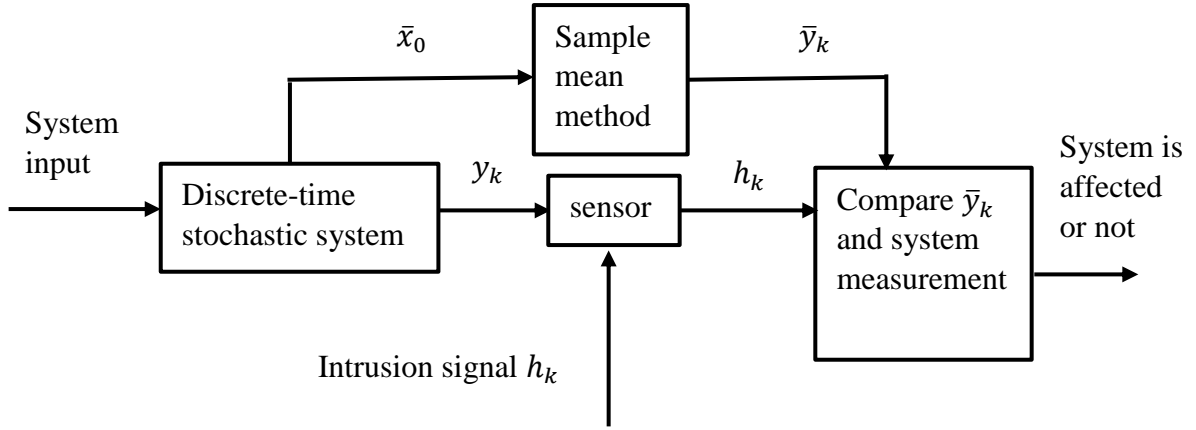 x̄₀
Sample
mean
method
ȳₖ
System
input
Discrete-time
stochastic system
yₖ
sensor
hₖ
Compare ȳₖ
and system
measurement
System is
affected
or not
Intrusion signal hₖ